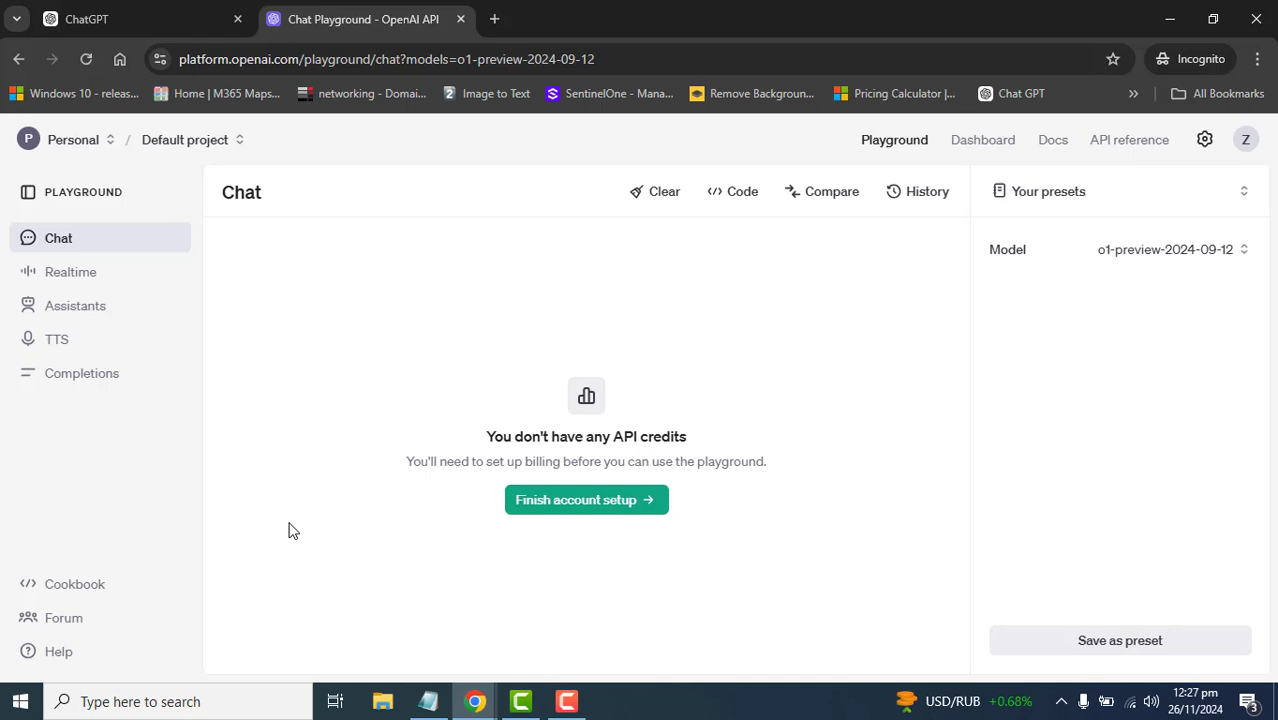 ChatGPT
Chat Playground - OpenAI API
platform.openai.com/playground/chat?models=o1-preview-2024-09-12
Incognito
Windows 10 - releas...
Home | M365 Maps...
networking - Domai...
Image to Text
SentinelOne - Mana...
Remove Backgroun...
Pricing Calculator |...
Chat GPT
All Bookmarks
P Personal / Default project
Playground Dashboard Docs API reference Z
PLAYGROUND
Chat
Realtime
Assistants
TTS
Completions
Cookbook
Forum
Help
Chat
Clear
Code
Compare
History
You don't have any API credits
You'll need to set up billing before you can use the playground.
Finish account setup →
Your presets
Model o1-preview-2024-09-12
Save as preset
Type here to search
USD/RUB +0.68%
12:27 pm
26/11/2024
3